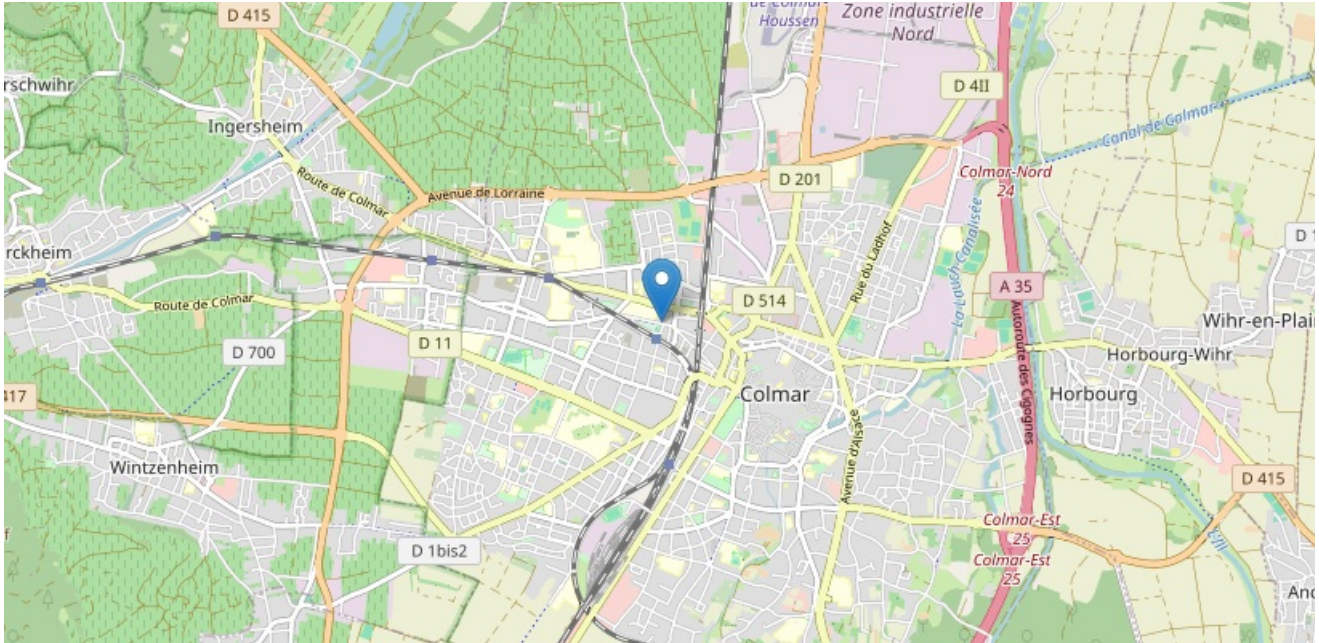 D 415
de Colmar
Houssen
Zone industrielle
Nord
rschwihr
D 4II
Ingersheim
Canal de Colmar
Colmar-Nord
24
Route de Colmar
Avenue de Lorraine
D 201
Rue du Ladhof
La Lauch Canalisée
rckheim
D 1
A 35
Route de Colmar
D 514
Autoroute des Cigognes
Wihr-en-Plai
D 11
D 700
Horbourg-Wihr
417
Colmar
Horbourg
Avenue d'Alsace
Wintzenheim
D 415
Colmar-Est
25
D 1bis2
L'Ill
Colmar-Est
25
f
And